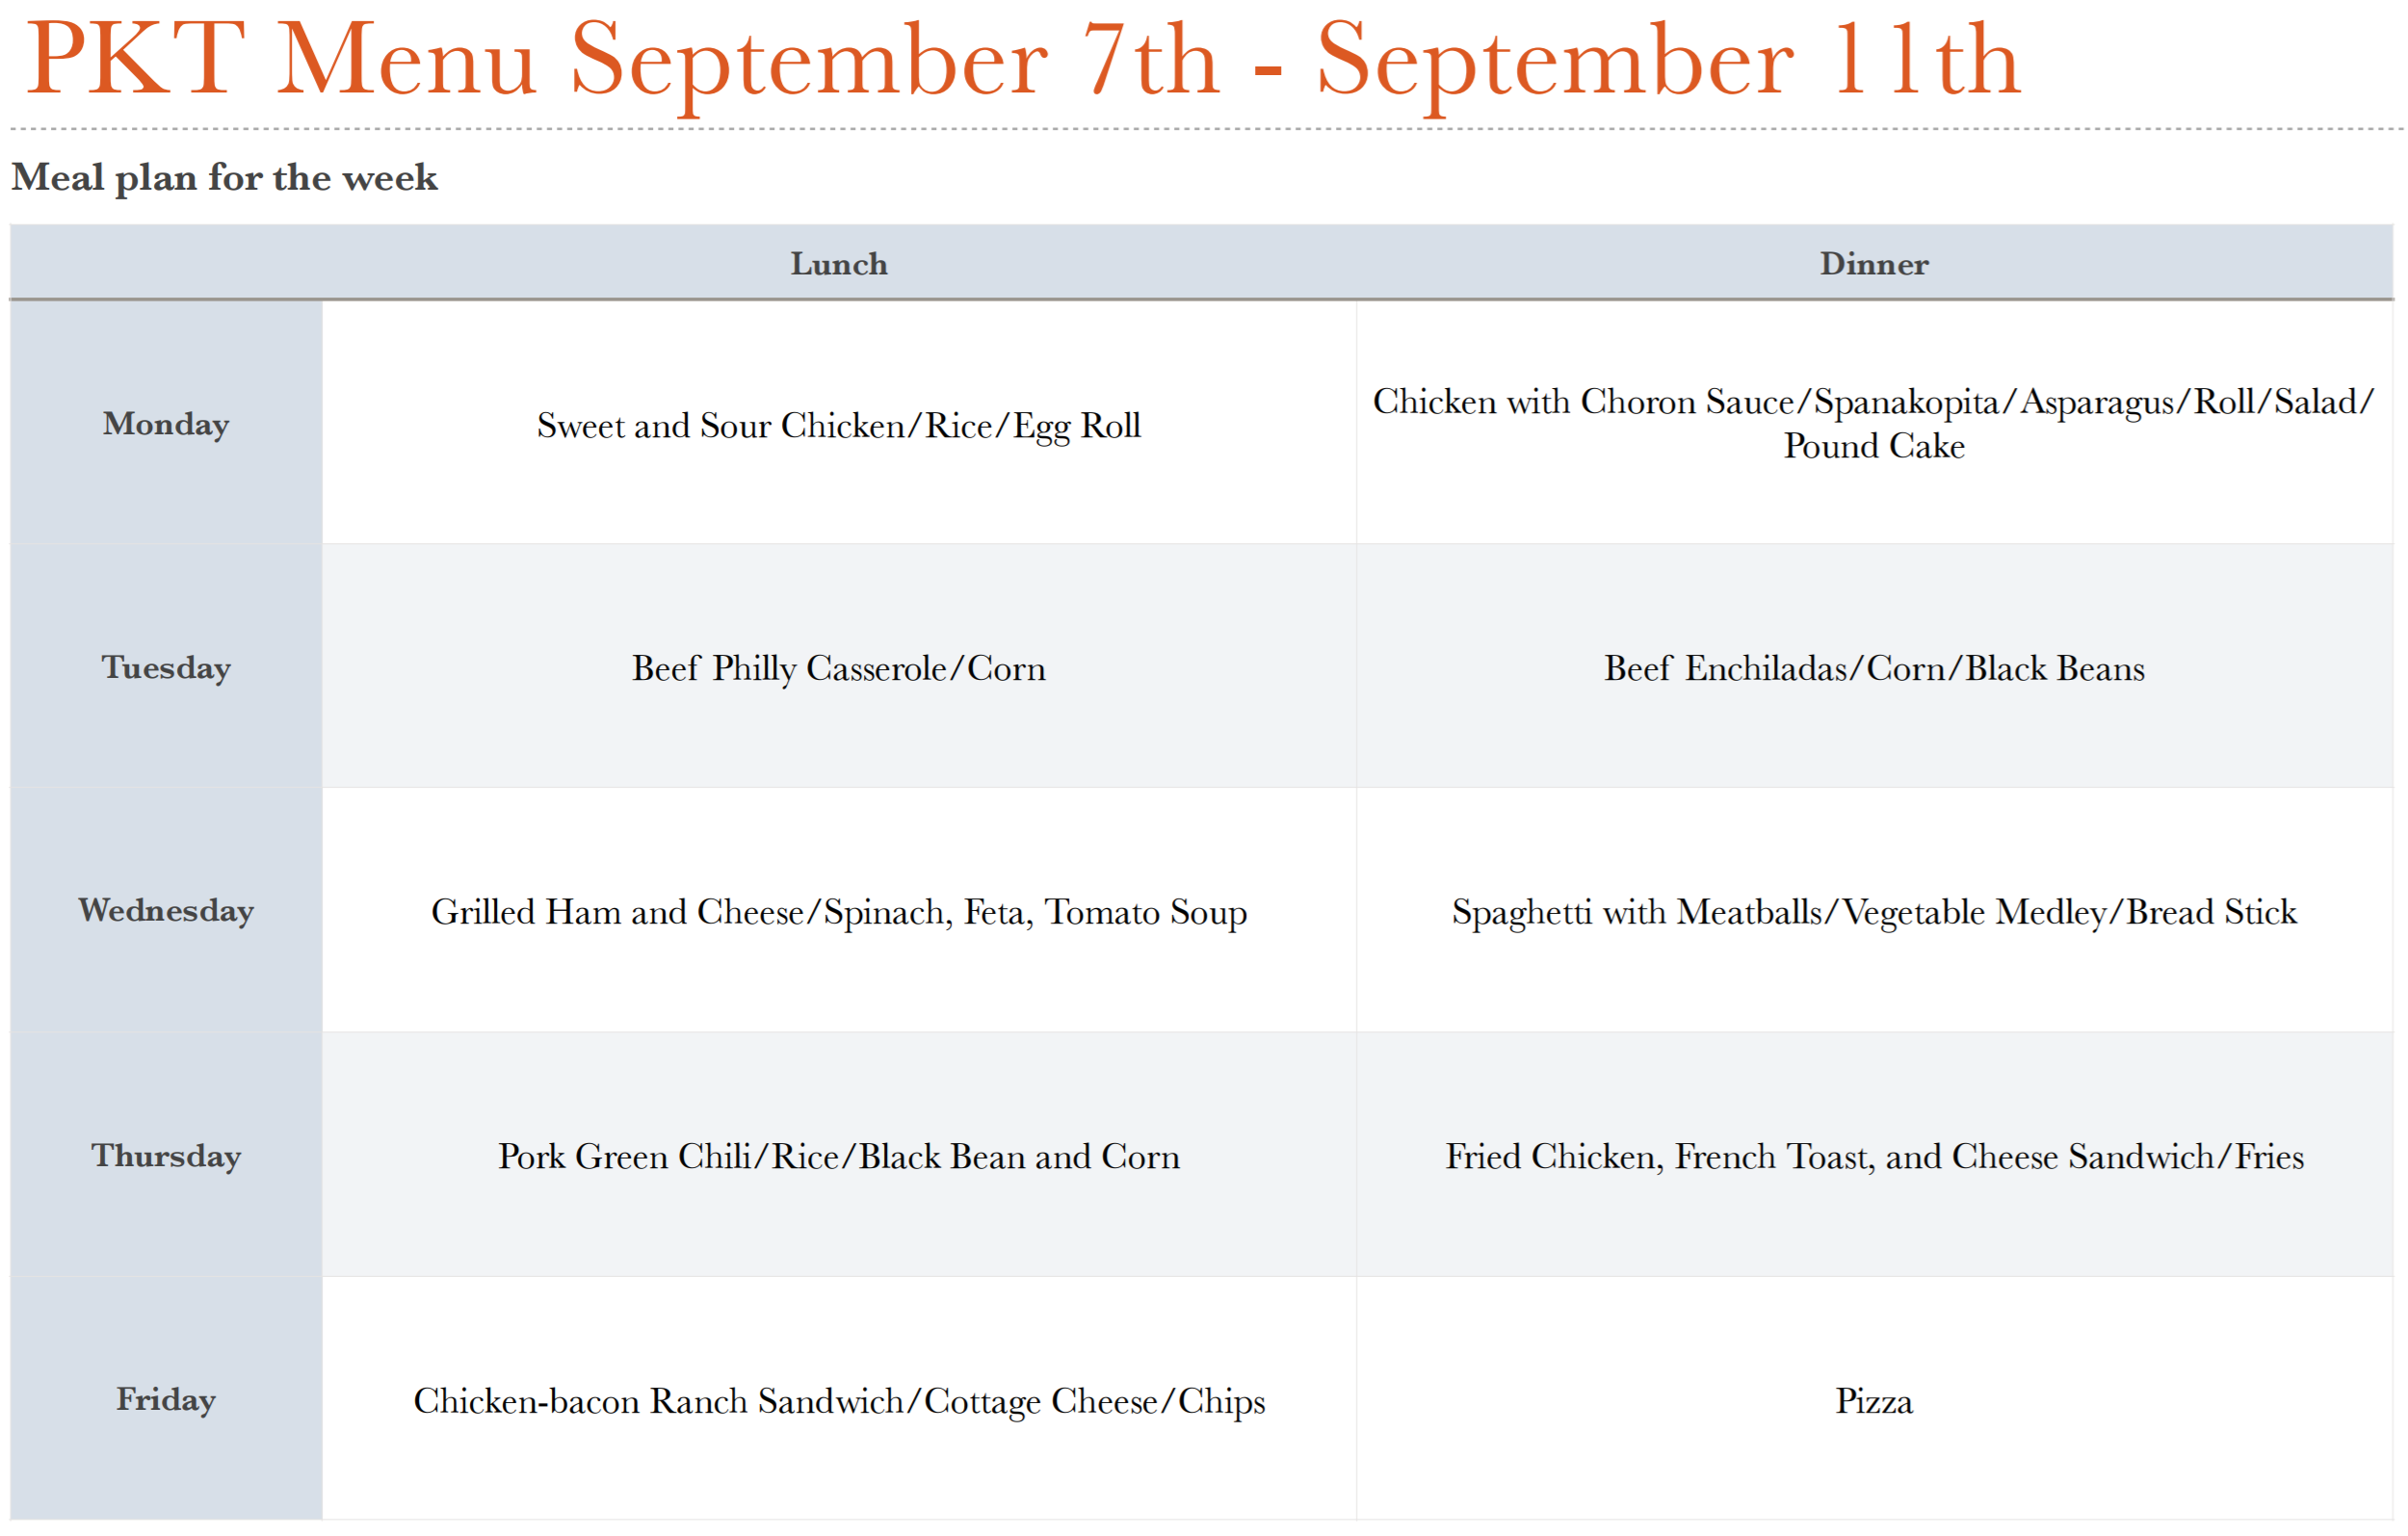 PKT Menu September 7th - September 11th
Meal plan for the week
Lunch Dinner
Monday Sweet and Sour Chicken/Rice/Egg Roll Chicken with Choron Sauce/Spanakopita/Asparagus/Roll/Salad/
Pound Cake
Tuesday Beef Philly Casserole/Corn Beef Enchiladas/Corn/Black Beans
Wednesday Grilled Ham and Cheese/Spinach, Feta, Tomato Soup Spaghetti with Meatballs/Vegetable Medley/Bread Stick
Thursday Pork Green Chili/Rice/Black Bean and Corn Fried Chicken, French Toast, and Cheese Sandwich/Fries
Friday Chicken-bacon Ranch Sandwich/Cottage Cheese/Chips Pizza